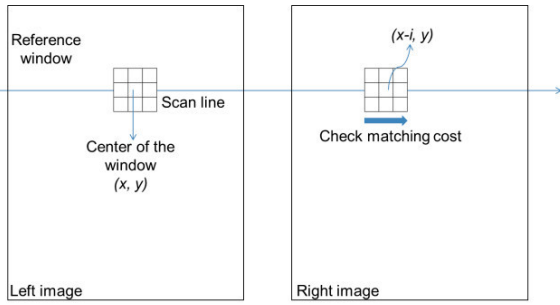 Reference
window
Scan line
Center of the
window
(x, y)
Left image
(x-i, y)
Check matching cost
Right image